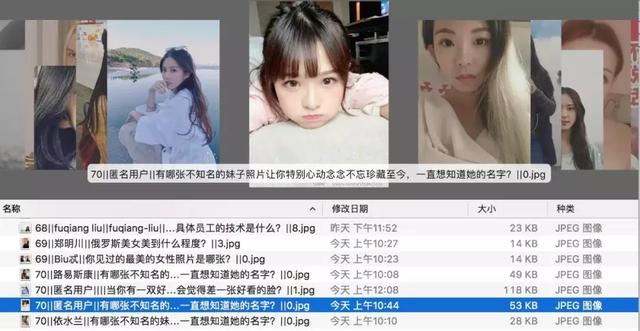 70||匿名用户||有哪张不知名的妹子照片让你特别心动念念不忘珍藏至今，一直想知道她的名字？||0.jpg
名称 修改日期 大小 种类
68||fuqiang liu||fuqiang-liu||...具体员工的技术是什么？||8.jpg 昨天 下午11:52 23 KB JPEG 图像
69||郑明川||俄罗斯美女美到什么程度？||3.jpg 今天 上午10:27 14 KB JPEG 图像
69||Biu忒||你见过的最美的女性照片是哪张？||0.jpg 今天 上午10:23 14 KB JPEG 图像
70||路易斯康||有哪张不知名的...一直想知道她的名字？||1.jpg 今天 上午12:08 49 KB JPEG 图像
70||匿名用户||||当你有一双好...会觉得差一张好看的脸？||1.jpg 今天 上午12:08 11 KB JPEG 图像
70||匿名用户||有哪张不知名的...一直想知道她的名字？||0.jpg 今天 上午10:44 53 KB JPEG 图像
70||依水兰||有哪张不知名的妹...一直想知道她的名字？||0.jpg 今天 上午10:43 28 KB JPEG 图像